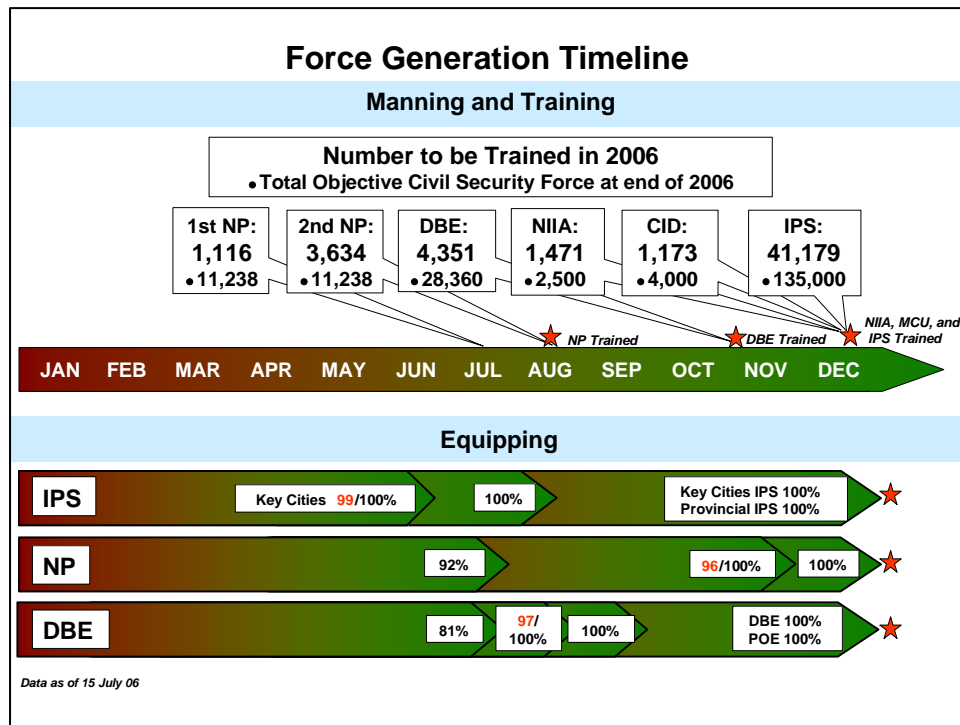 Force Generation Timeline
Manning and Training
Number to be Trained in 2006
• Total Objective Civil Security Force at end of 2006
1st NP:
1,116
• 11,238
2nd NP:
3,634
• 11,238
DBE:
4,351
• 28,360
NIIA:
1,471
• 2,500
CID:
1,173
• 4,000
IPS:
41,179
• 135,000
NP Trained
DBE Trained
NIIA, MCU, and
IPS Trained
JAN FEB MAR APR MAY JUN JUL AUG SEP OCT NOV DEC
Equipping
IPS
Key Cities 99/100%
100%
Key Cities IPS 100%
Provincial IPS 100%
NP
92%
96/100%
100%
DBE
81%
97/
100%
100%
DBE 100%
POE 100%
Data as of 15 July 06